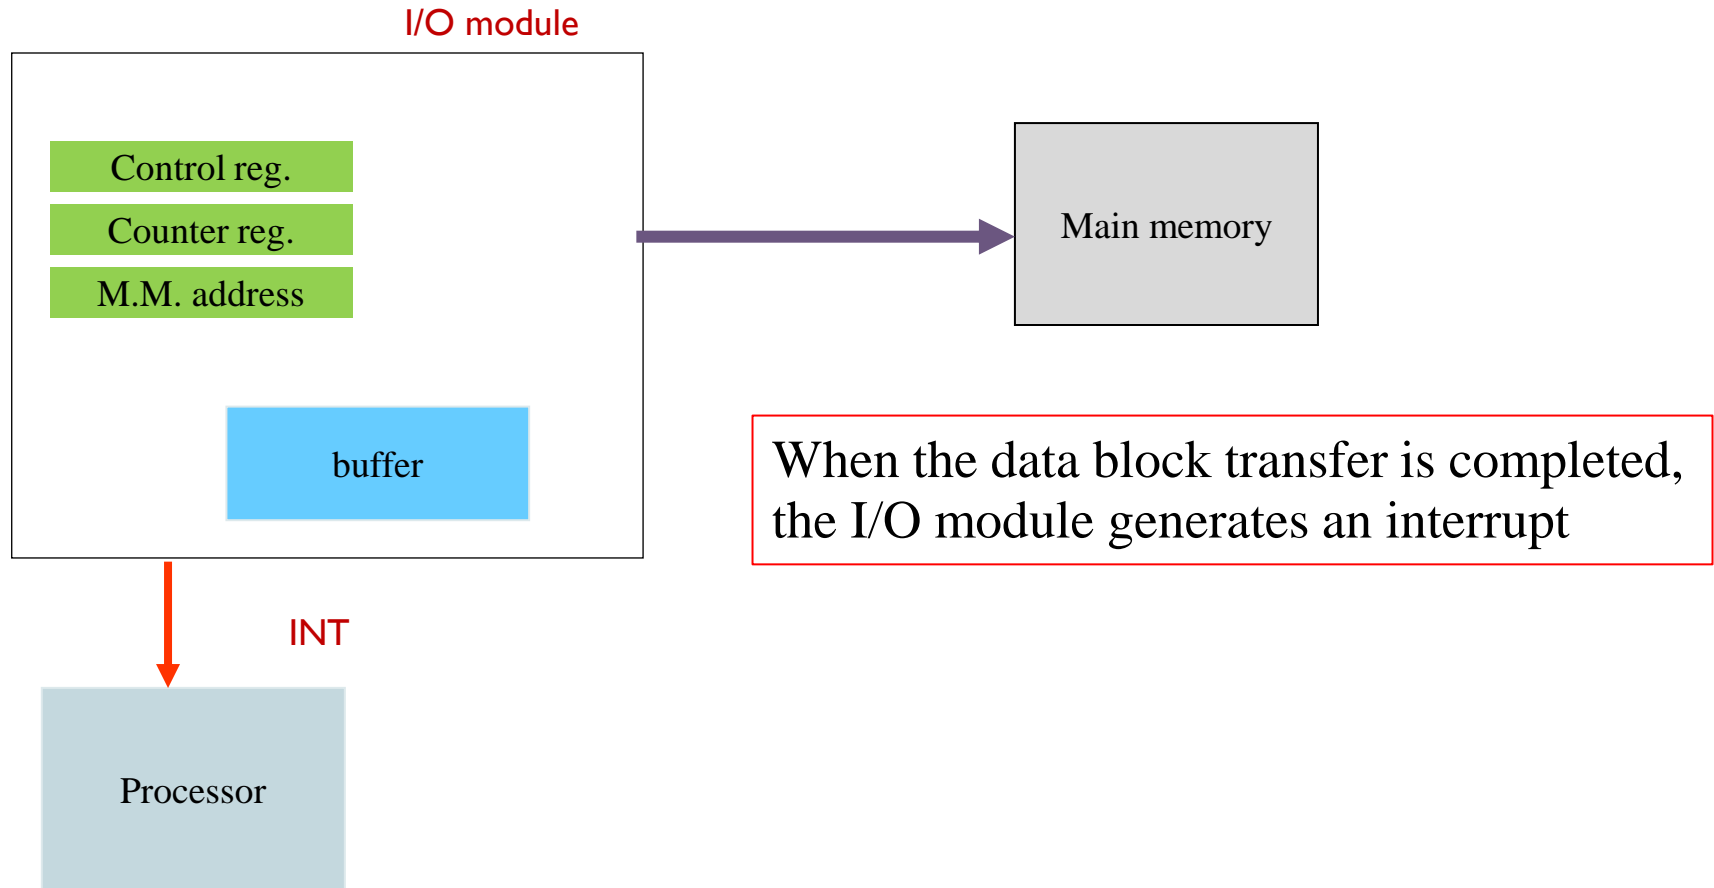 I/O module
Control reg.
Counter reg.
M.M. address
Main memory
buffer
When the data block transfer is completed,
the I/O module generates an interrupt
INT
Processor